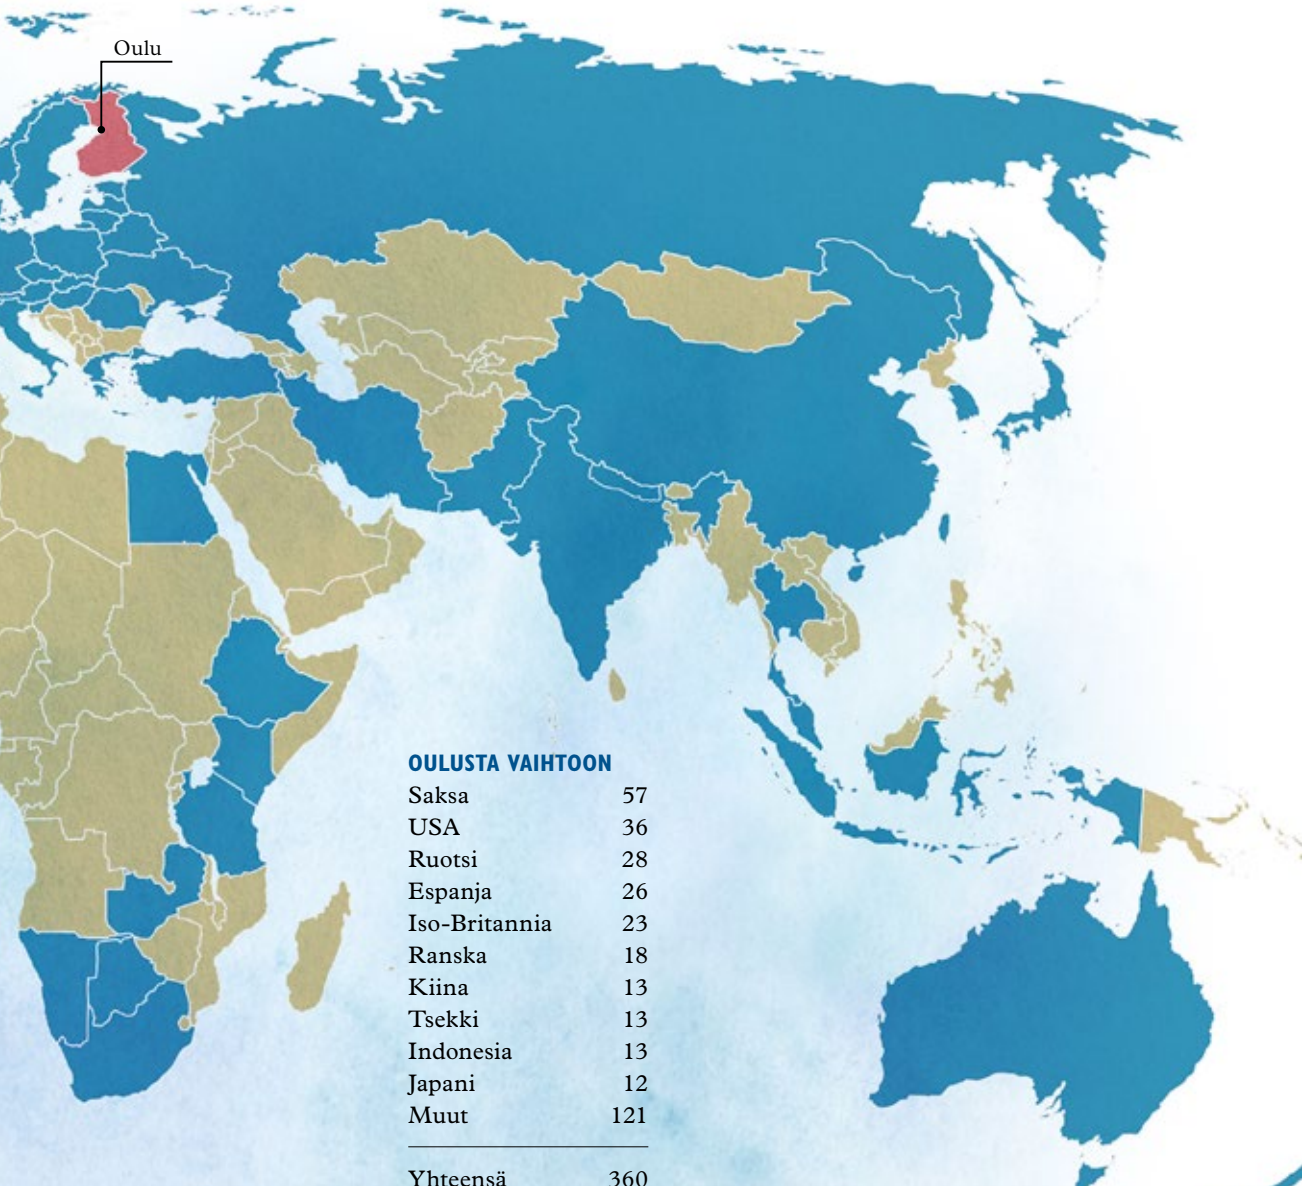 Oulu
OULUSTA VAIHTOON
Saksa 57
USA 36
Ruotsi 28
Espanja 26
Iso-Britannia 23
Ranska 18
Kiina 13
Tsekki 13
Indonesia 13
Japani 12
Muut 121
Yhteensä 360